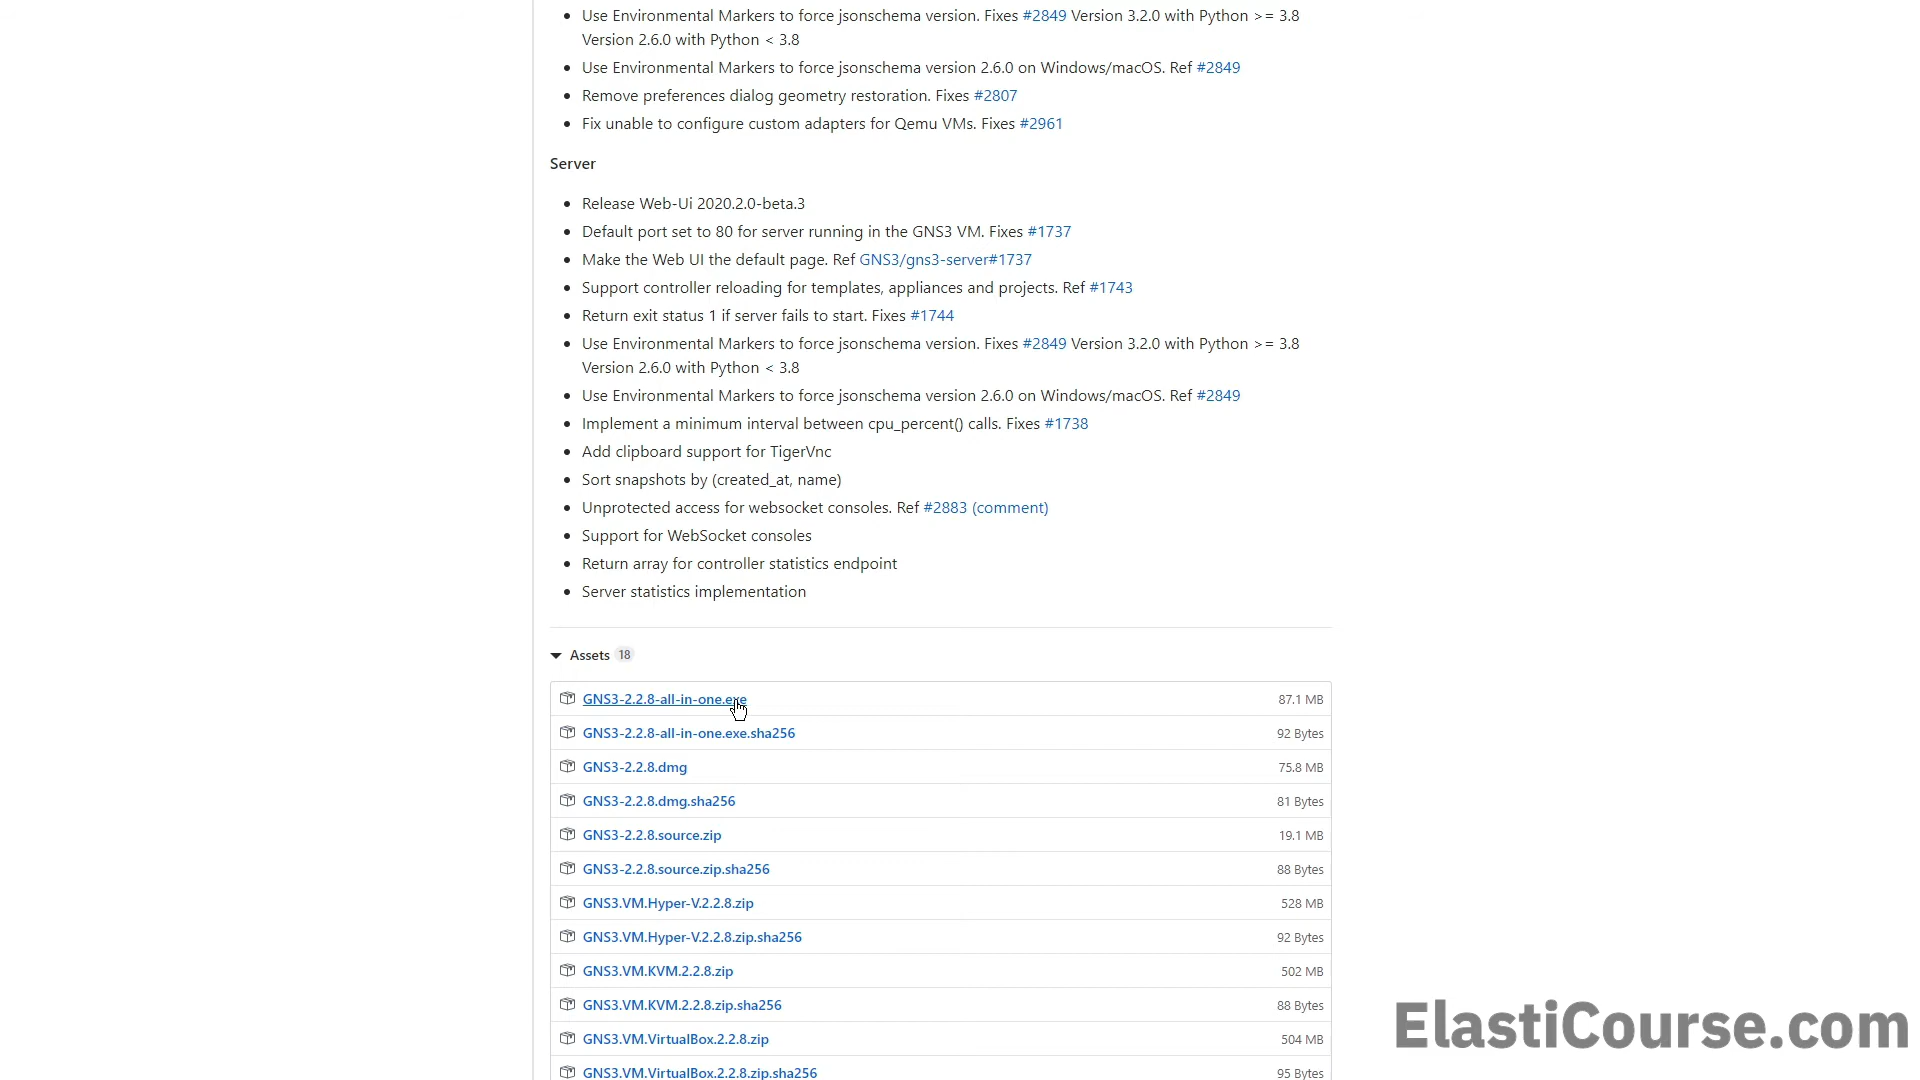 Use Environmental Markers to force jsonschema version. Fixes #2849 Version 3.2.0 with Python >= 3.8
Version 2.6.0 with Python < 3.8
Use Environmental Markers to force jsonschema version 2.6.0 on Windows/macOS. Ref #2849
Remove preferences dialog geometry restoration. Fixes #2807
Fix unable to configure custom adapters for Qemu VMs. Fixes #2961
Server
Release Web-Ui 2020.2.0-beta.3
Default port set to 80 for server running in the GNS3 VM. Fixes #1737
Make the Web UI the default page. Ref GNS3/gns3-server#1737
Support controller reloading for templates, appliances and projects. Ref #1743
Return exit status 1 if server fails to start. Fixes #1744
Use Environmental Markers to force jsonschema version. Fixes #2849 Version 3.2.0 with Python >= 3.8
Version 2.6.0 with Python < 3.8
Use Environmental Markers to force jsonschema version 2.6.0 on Windows/macOS. Ref #2849
Implement a minimum interval between cpu_percent() calls. Fixes #1738
Add clipboard support for TigerVnc
Sort snapshots by (created_at, name)
Unprotected access for websocket consoles. Ref #2883 (comment)
Support for WebSocket consoles
Return array for controller statistics endpoint
Server statistics implementation
Assets 18
GNS3-2.2.8-all-in-one.exe 87.1 MB
GNS3-2.2.8-all-in-one.exe.sha256 92 Bytes
GNS3-2.2.8.dmg 75.8 MB
GNS3-2.2.8.dmg.sha256 81 Bytes
GNS3-2.2.8.source.zip 19.1 MB
GNS3-2.2.8.source.zip.sha256 88 Bytes
GNS3.VM.Hyper-V.2.2.8.zip 528 MB
GNS3.VM.Hyper-V.2.2.8.zip.sha256 92 Bytes
GNS3.VM.KVM.2.2.8.zip 502 MB
GNS3.VM.KVM.2.2.8.zip.sha256 88 Bytes
GNS3.VM.VirtualBox.2.2.8.zip 504 MB
GNS3.VM.VirtualBox.2.2.8.zip.sha256 95 Bytes
ElastiCourse.com